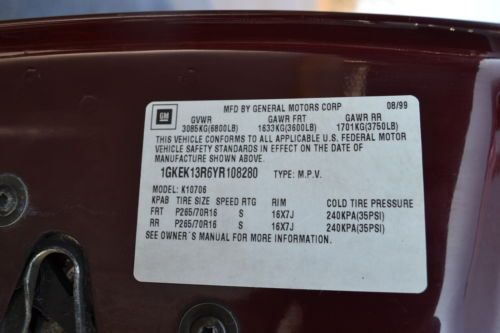 GM
MFD BY GENERAL MOTORS CORP 08/99
GVWR GAWR FRT GAWR RR
3085KG(6800LB) 1633KG(3600LB) 1701KG(3750LB)
THIS VEHICLE CONFORMS TO ALL APPLICABLE U.S. FEDERAL MOTOR
VEHICLE SAFETY STANDARDS IN EFFECT ON THE DATE OF
MANUFACTURE SHOWN ABOVE.
1GKEK13R6YR108280 TYPE: M.P.V.
MODEL: K10706
KPAB TIRE SIZE SPEED RTG RIM COLD TIRE PRESSURE
FRT P265/70R16 S 16X7J 240KPA(35PSI)
RR P265/70R16 S 16X7J 240KPA(35PSI)
SEE OWNER'S MANUAL FOR MORE INFORMATION.